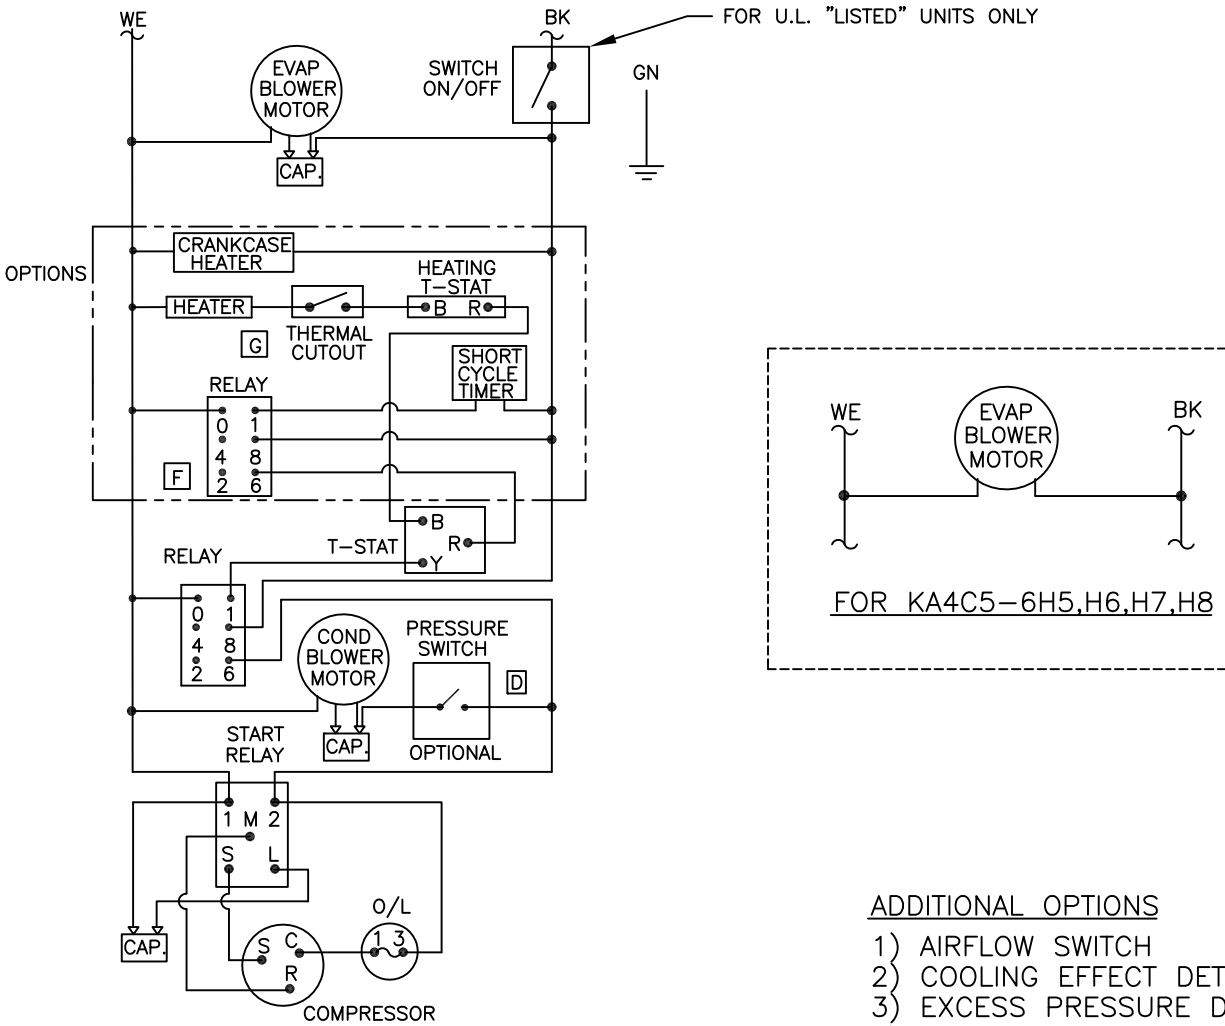 WE
BK
FOR U.L. "LISTED" UNITS ONLY
EVAP
BLOWER
MOTOR
SWITCH
ON/OFF
GN
CAP.
OPTIONS
CRANKCASE
HEATER
HEATING
T-STAT
HEATER
B R
THERMAL
CUTOUT
G
SHORT
CYCLE
TIMER
RELAY
0 1
4 8
2 6
F
T-STAT
B
R
Y
RELAY
0 1
4 8
2 6
COND
BLOWER
MOTOR
PRESSURE
SWITCH
D
CAP.
OPTIONAL
START
RELAY
1 M 2
S L
CAP.
O/L
1 3
S C
R
COMPRESSOR
WE
EVAP
BLOWER
MOTOR
BK
FOR KA4C5-6H5,H6,H7,H8
ADDITIONAL OPTIONS
1) AIRFLOW SWITCH
2) COOLING EFFECT DET
3) EXCESS PRESSURE D